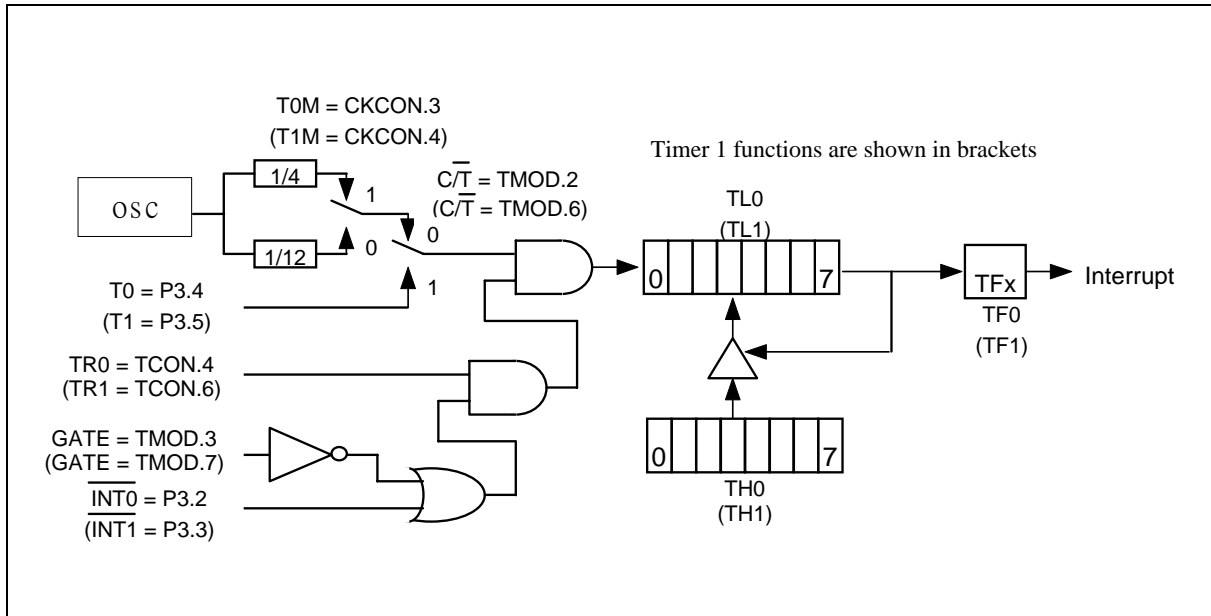 T0M = CKCON.3
(T1M = CKCON.4)
Timer 1 functions are shown in brackets
1/4
C/T̅ = TMOD.2
(C/T̅ = TMOD.6)
1
OSC
0
TL0
(TL1)
1/12
0
0
7
TFx
Interrupt
T0 = P3.4
(T1 = P3.5)
1
TF0
(TF1)
TR0 = TCON.4
(TR1 = TCON.6)
GATE = TMOD.3
(GATE = TMOD.7)
0
7
I̅N̅T̅0̅ = P3.2
(I̅N̅T̅1̅ = P3.3)
TH0
(TH1)